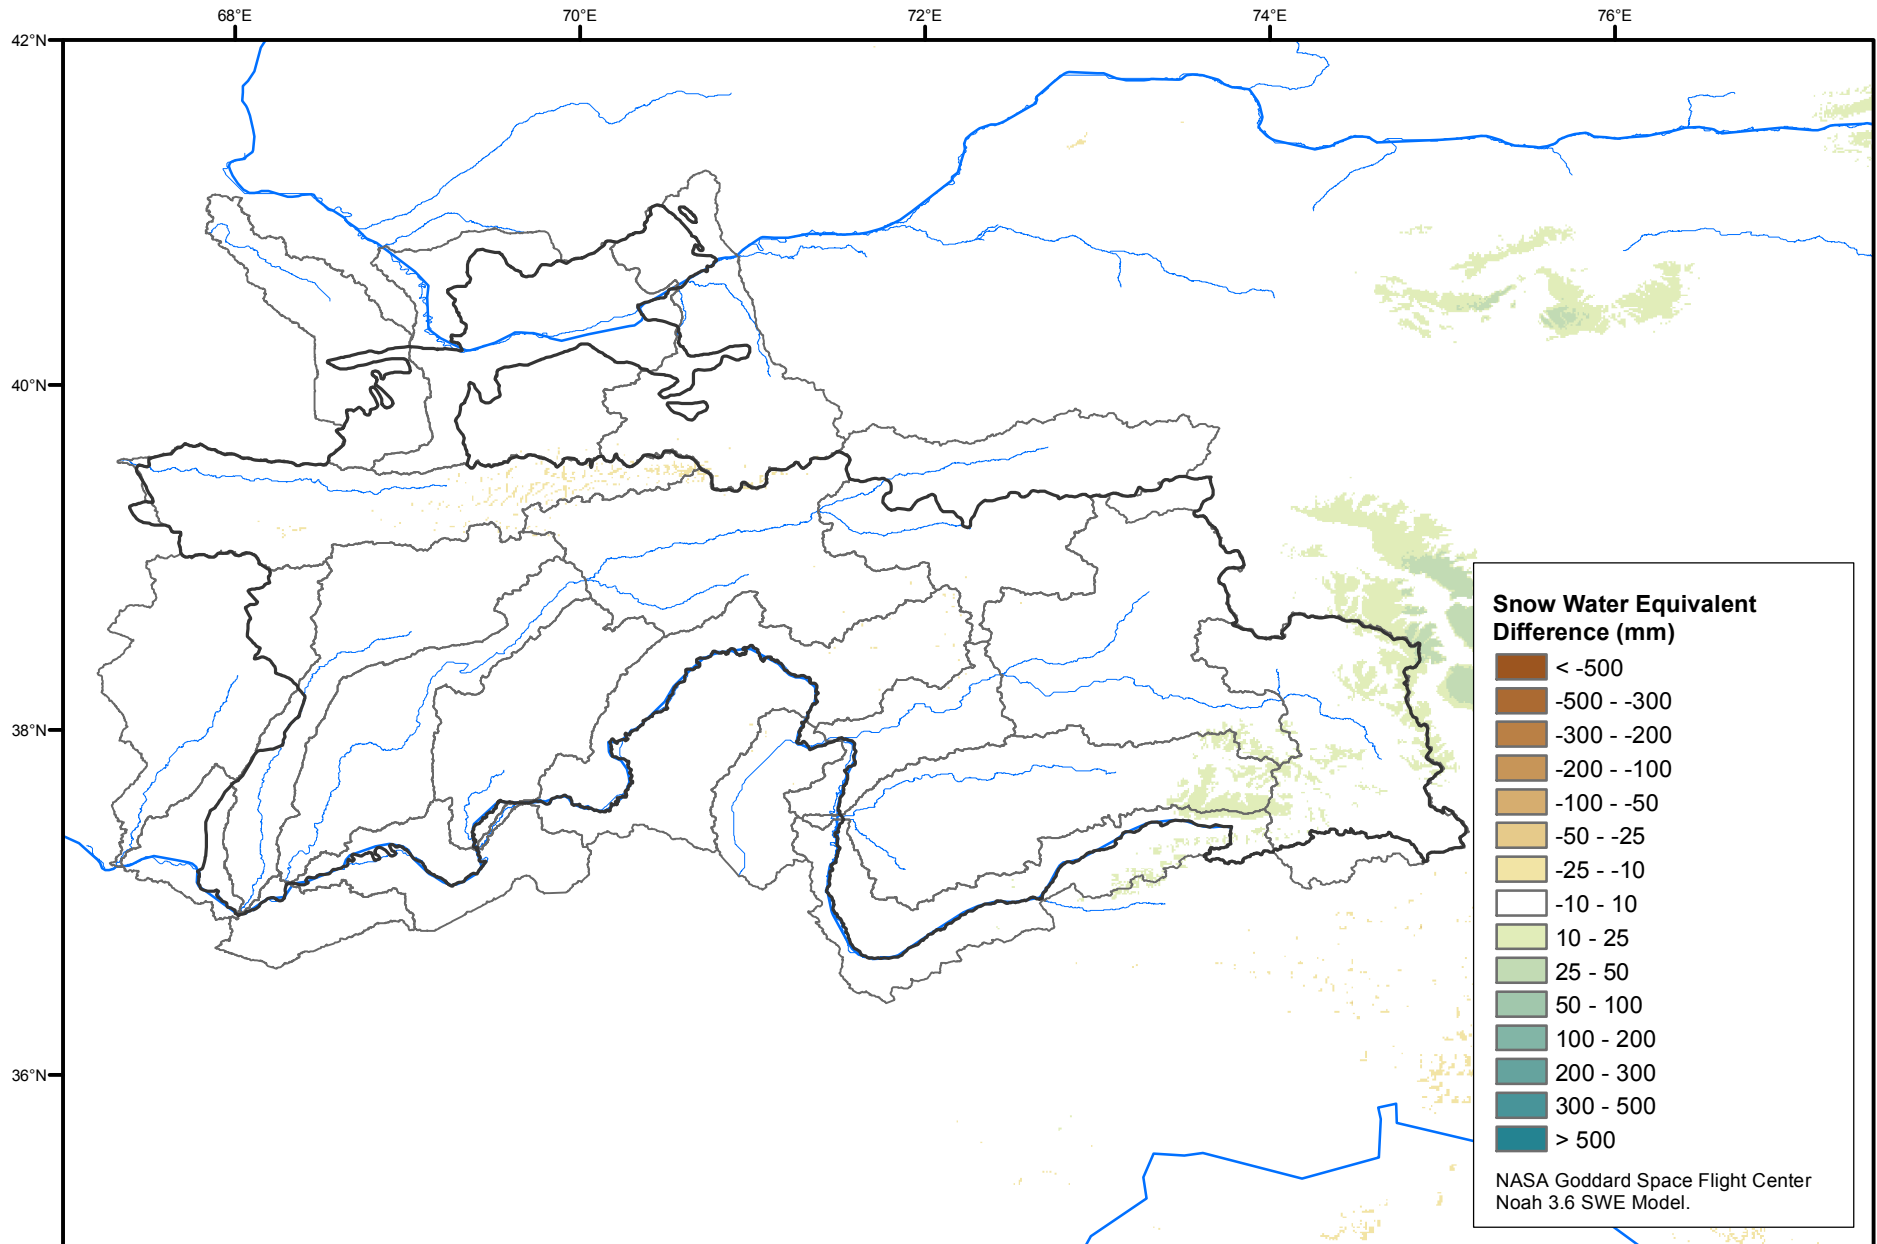 68°E 70°E 72°E 74°E 76°E
42°N
40°N
38°N
36°N
Snow Water Equivalent
Difference (mm)
< -500
-500 - -300
-300 - -200
-200 - -100
-100 - -50
-50 - -25
-25 - -10
-10 - 10
10 - 25
25 - 50
50 - 100
100 - 200
200 - 300
300 - 500
> 500
NASA Goddard Space Flight Center
Noah 3.6 SWE Model.